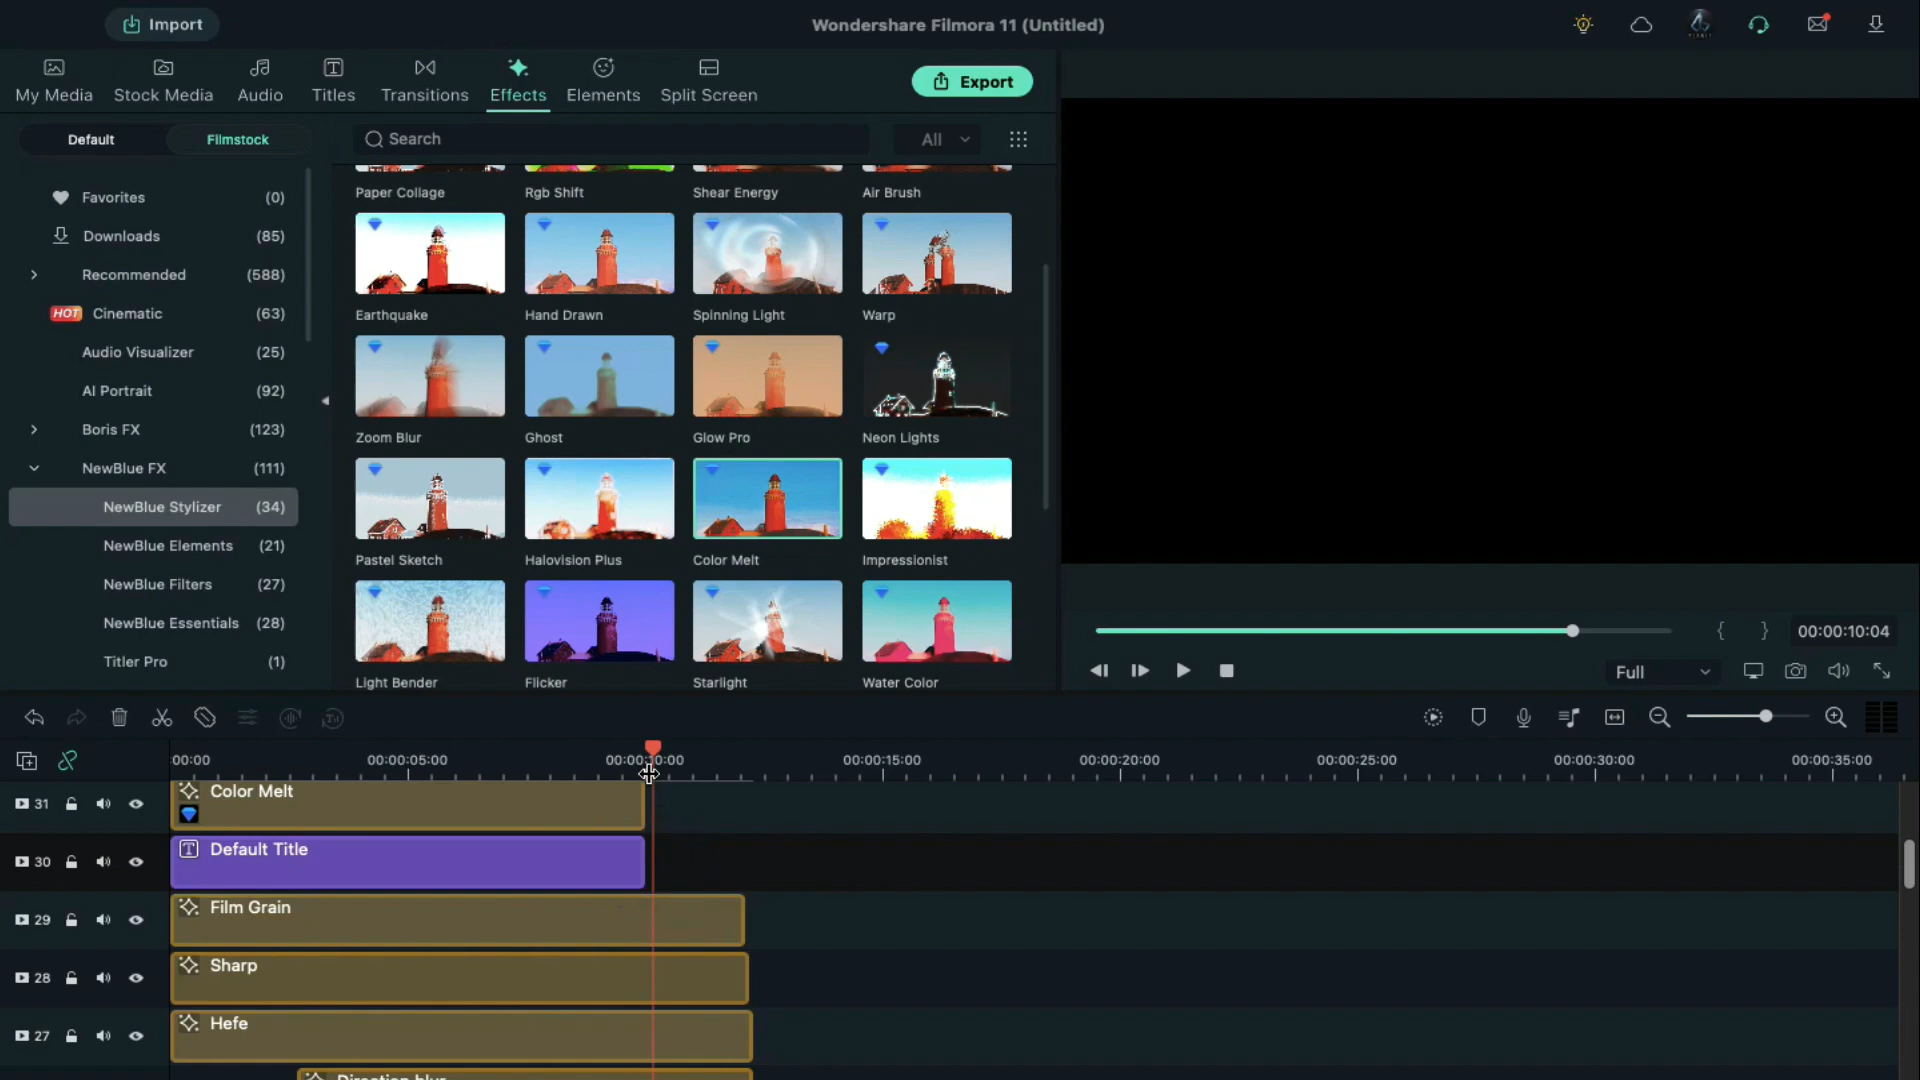 Import
Wondershare Filmora 11 (Untitled)
My Media
Stock Media
Audio
Titles
Transitions
Effects
Elements
Split Screen
Export
Default
Filmstock
Search
All
Favorites (0)
Downloads (85)
Recommended (588)
HOT Cinematic (63)
Audio Visualizer (25)
AI Portrait (92)
Boris FX (123)
NewBlue FX (111)
NewBlue Stylizer (34)
NewBlue Elements (21)
NewBlue Filters (27)
NewBlue Essentials (28)
Titler Pro (1)
Paper Collage
Rgb Shift
Shear Energy
Air Brush
Earthquake
Hand Drawn
Spinning Light
Warp
Zoom Blur
Ghost
Glow Pro
Neon Lights
Pastel Sketch
Halovision Plus
Color Melt
Impressionist
Light Bender
Flicker
Starlight
Water Color
{ } 00:00:10:04
Full
:00:00
00:00:05:00
00:00:10:00
00:00:15:00
00:00:20:00
00:00:25:00
00:00:30:00
00:00:35:00
31 Color Melt
30 Default Title
29 Film Grain
28 Sharp
27 Hefe
Direction blur